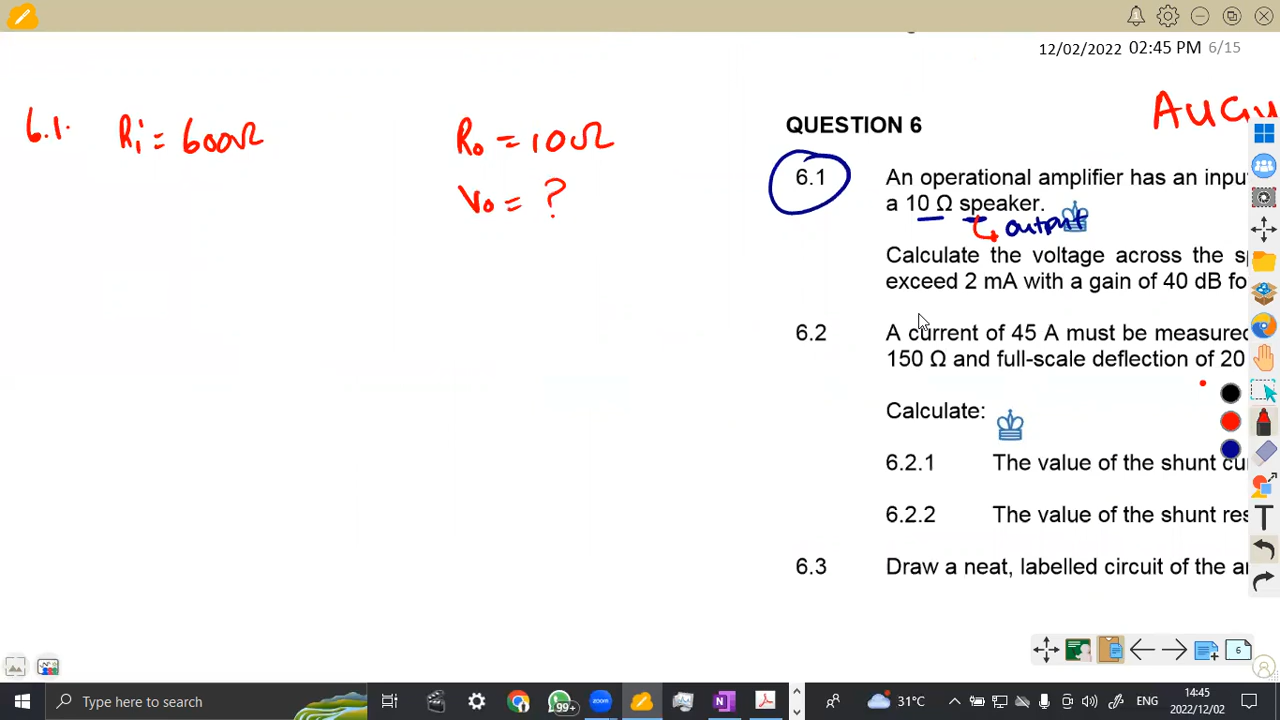 12/02/2022 02:45 PM 6/15
6.1. Ri = 600Ω
Ro = 10Ω
Vo = ?
QUESTION 6
6.1 An operational amplifier has an inpu
a 10 Ω speaker.
output
Calculate the voltage across the s
exceed 2 mA with a gain of 40 dB fo
6.2 A current of 45 A must be measured
150 Ω and full-scale deflection of 20
Calculate:
6.2.1 The value of the shunt cu
6.2.2 The value of the shunt res
6.3 Draw a neat, labelled circuit of the a
AUGU
T
6
Type here to search
99+
31°C
ENG
14:45
2022/12/02